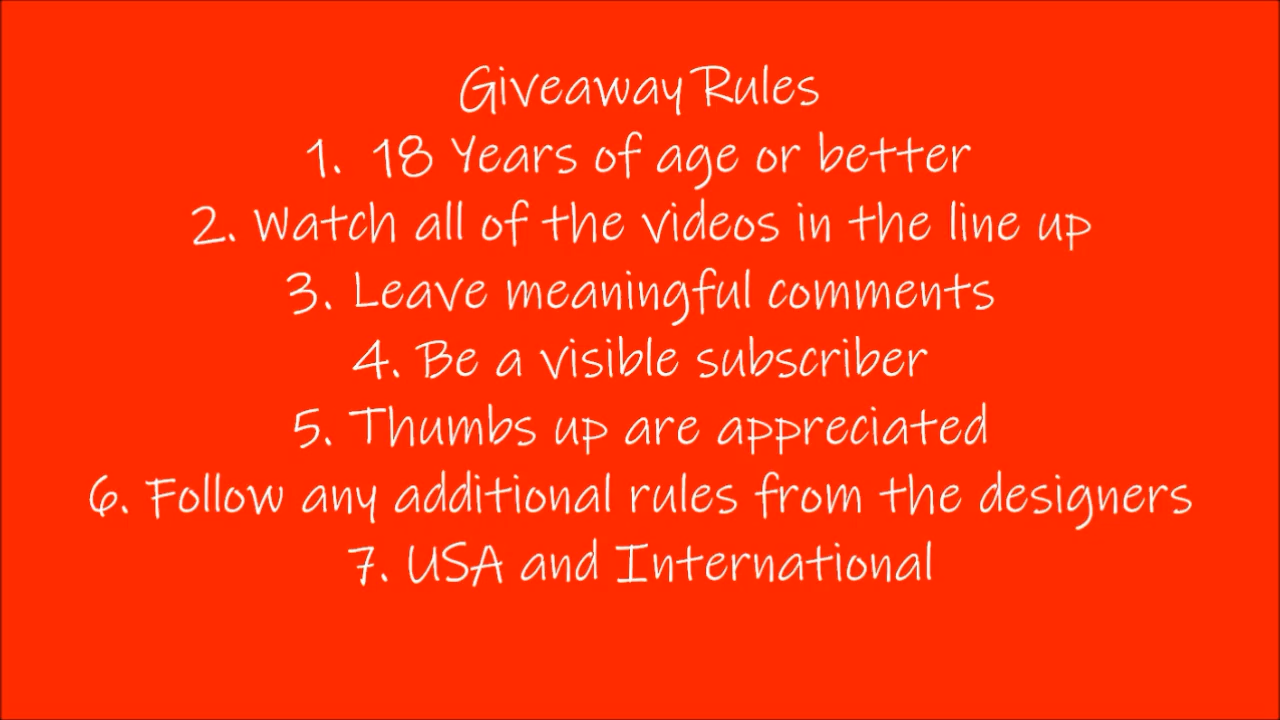 Giveaway Rules
1. 18 Years of age or better
2. Watch all of the videos in the line up
3. Leave meaningful comments
4. Be a visible subscriber
5. Thumbs up are appreciated
6. Follow any additional rules from the designers
7. USA and International